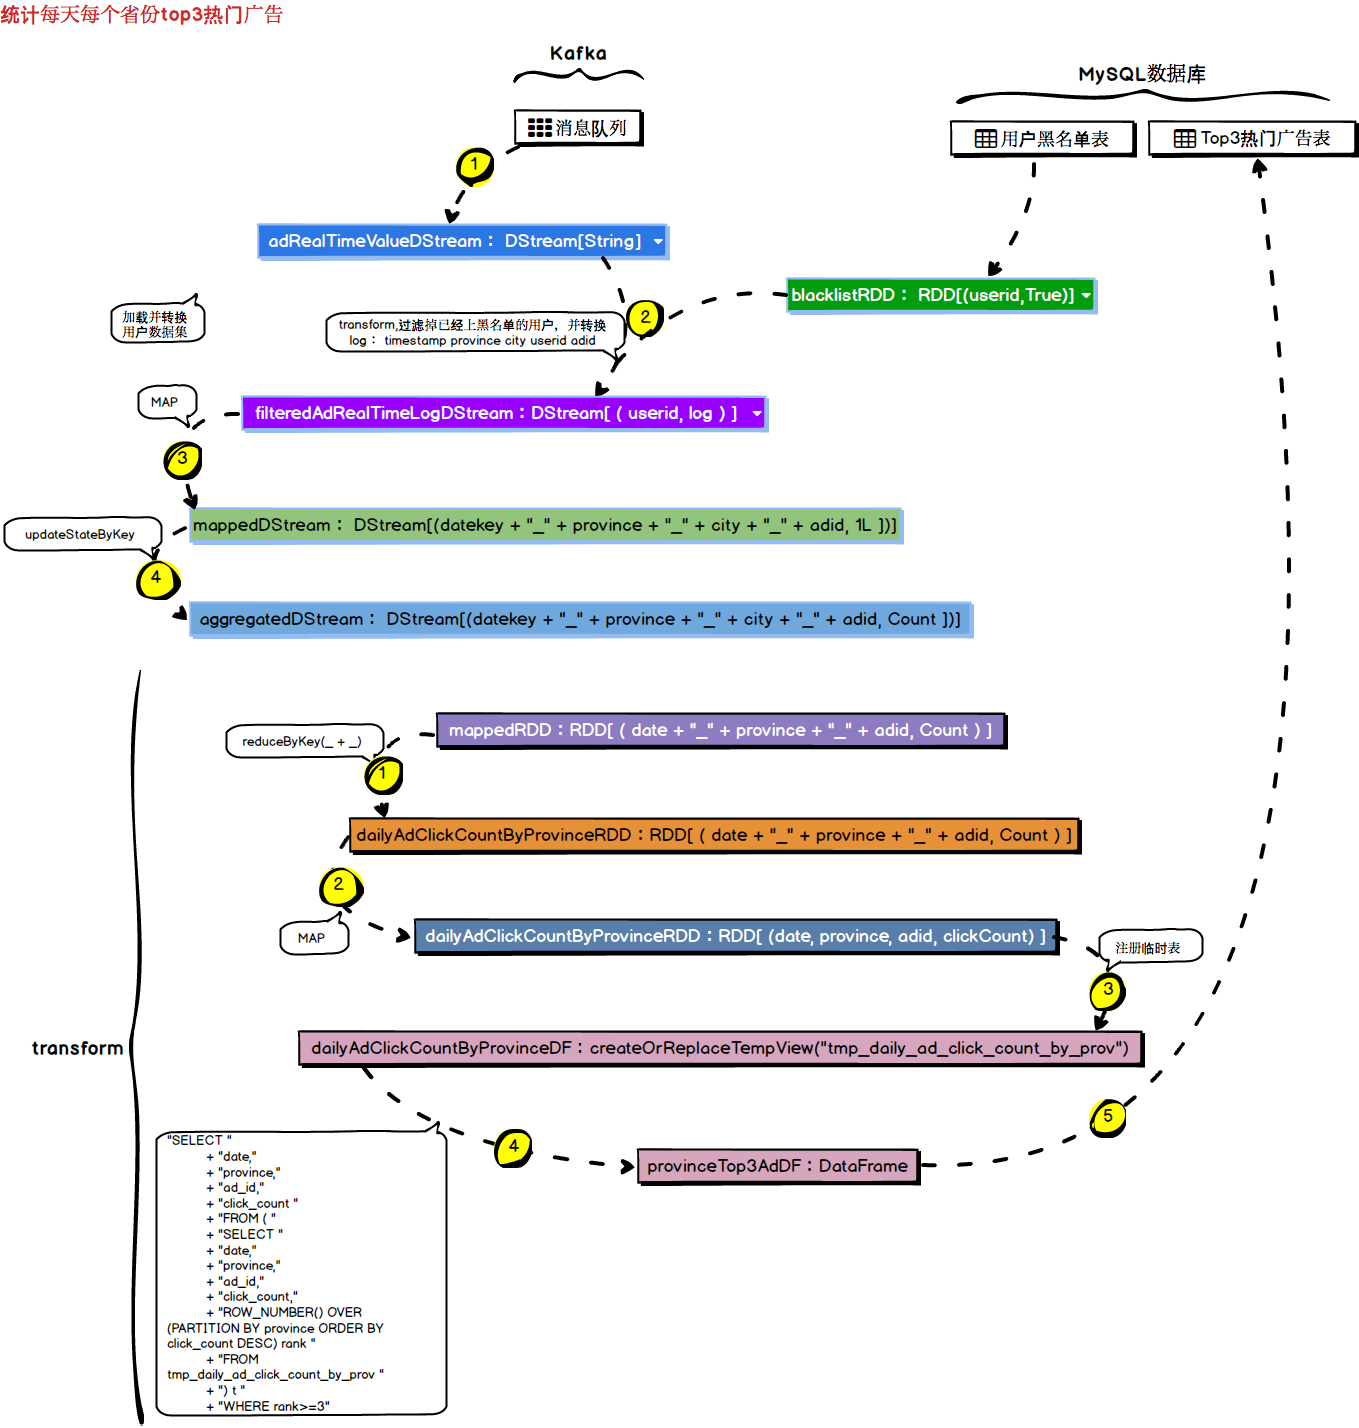 统计每天每个省份top3热门广告
Kafka
MySQL数据库
消息队列
用户黑名单表
Top3热门广告表
1
adRealTimeValueDStream： DStream[String]
blacklistRDD： RDD[(userid,True)]
加载并转换
用户数据集
2
transform,过滤掉已经上黑名单的用户，并转换
log： timestamp province city userid adid
MAP
filteredAdRealTimeLogDStream：DStream[ ( userid, log ) ]
3
mappedDStream： DStream[(datekey + "_" + province + "_" + city + "_" + adid, 1L ])]
updateStateByKey
4
aggregatedDStream： DStream[(datekey + "_" + province + "_" + city + "_" + adid, Count ])]
mappedRDD：RDD[ ( date + "_" + province + "_" + adid, Count ) ]
reduceByKey(_ + _)
1
dailyAdClickCountByProvinceRDD：RDD[ ( date + "_" + province + "_" + adid, Count ) ]
2
MAP
dailyAdClickCountByProvinceRDD：RDD[ (date, province, adid, clickCount) ]
注册临时表
3
transform
dailyAdClickCountByProvinceDF：createOrReplaceTempView("tmp_daily_ad_click_count_by_prov")
5
4
provinceTop3AdDF：DataFrame
"SELECT "
+ "date,"
+ "province,"
+ "ad_id,"
+ "click_count "
+ "FROM ( "
+ "SELECT "
+ "date,"
+ "province,"
+ "ad_id,"
+ "click_count,"
+ "ROW_NUMBER() OVER
(PARTITION BY province ORDER BY
click_count DESC) rank "
+ "FROM
tmp_daily_ad_click_count_by_prov "
+ ") t "
+ "WHERE rank>=3"